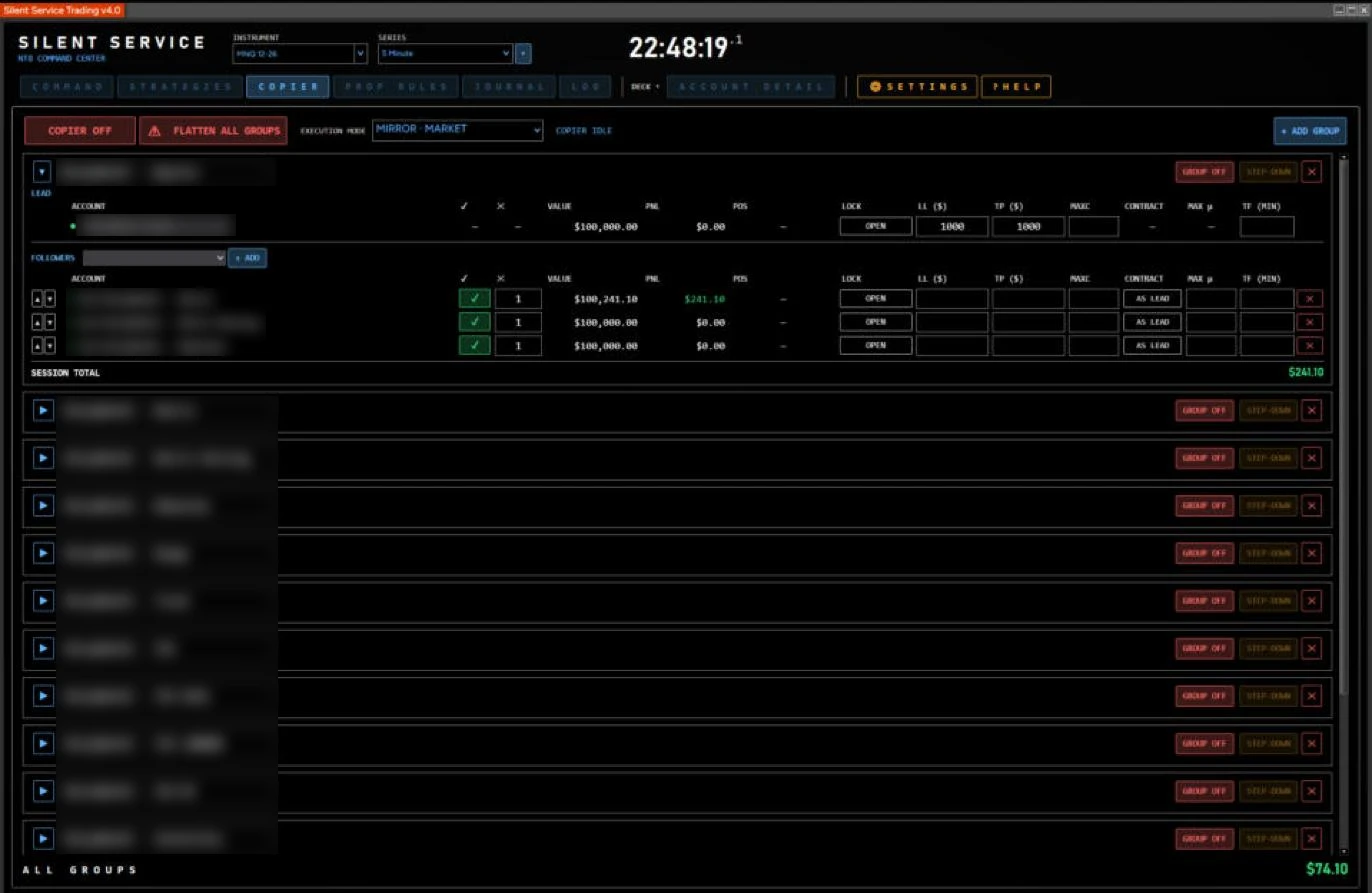 Silent Service Trading v4.0
SILENT SERVICE
NT8 COMMAND CENTER
INSTRUMENT
MNQ 12-26
SERIES
5 Minute
+
22:48:19.1
COMMAND STRATEGIES COPIER PROP RULES JOURNAL LOG DECK ACCOUNT DETAIL SETTINGS ?HELP
COPIER OFF FLATTEN ALL GROUPS EXECUTION MODE MIRROR - MARKET COPIER IDLE + ADD GROUP
GROUP OFF STEP-DOWN ✕
LEAD
ACCOUNT ✓ ✕ VALUE PNL POS LOCK LL ($) TP ($) MAXC CONTRACT MAX µ TF (MIN)
— — $100,000.00 $0.00 — OPEN 1000 1000 — —
FOLLOWERS + ADD
ACCOUNT ✓ ✕ VALUE PNL POS LOCK LL ($) TP ($) MAXC CONTRACT MAX µ TF (MIN)
✓ 1 $100,241.10 $241.10 — OPEN AS LEAD ✕
✓ 1 $100,000.00 $0.00 — OPEN AS LEAD ✕
✓ 1 $100,000.00 $0.00 — OPEN AS LEAD ✕
SESSION TOTAL $241.10
GROUP OFF STEP-DOWN ✕
GROUP OFF STEP-DOWN ✕
GROUP OFF STEP-DOWN ✕
GROUP OFF STEP-DOWN ✕
GROUP OFF STEP-DOWN ✕
GROUP OFF STEP-DOWN ✕
GROUP OFF STEP-DOWN ✕
GROUP OFF STEP-DOWN ✕
GROUP OFF STEP-DOWN ✕
GROUP OFF STEP-DOWN ✕
ALL GROUPS $74.10